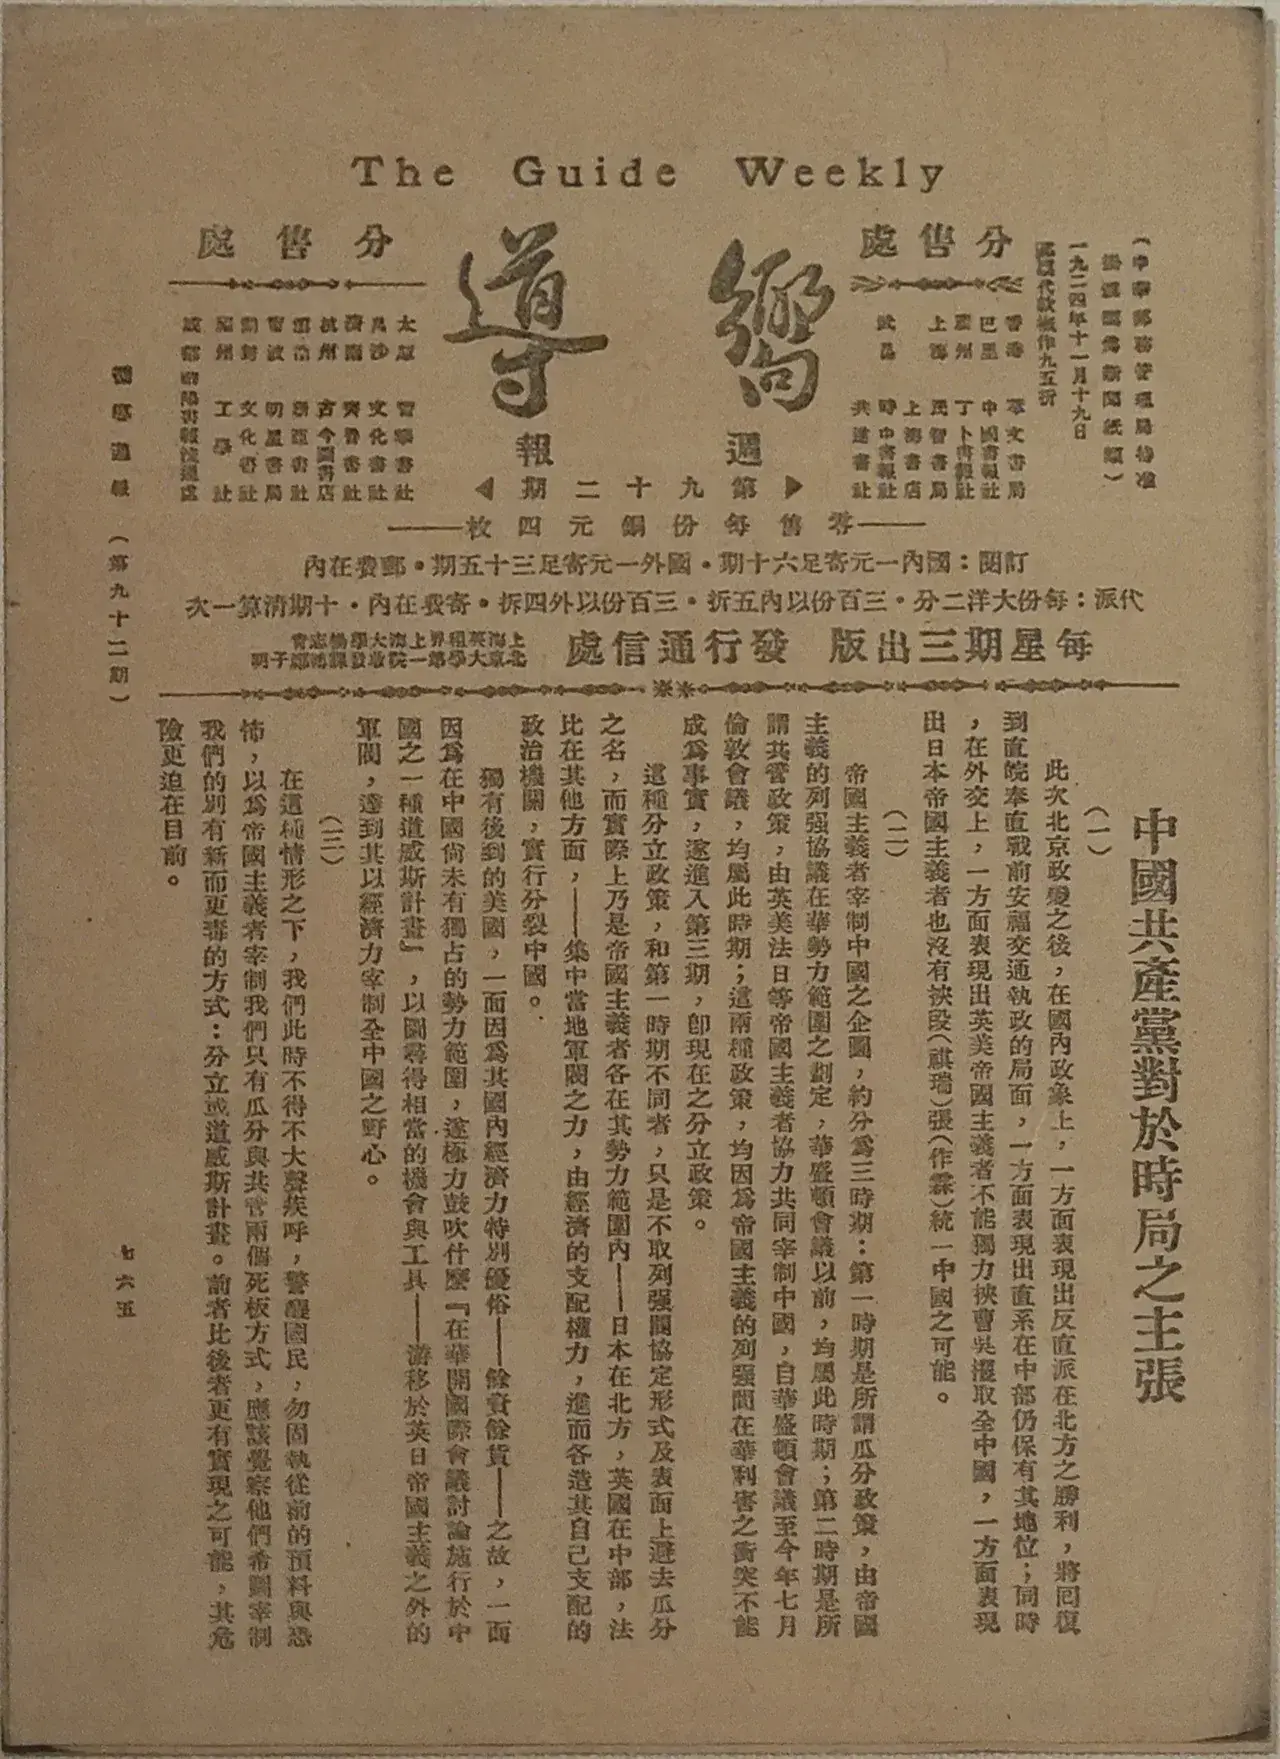 The Guide Weekly
(中華郵務管理局特准
掛號認為新聞紙類)
一九二四年十一月十九日
郵票代款概作九五折
分售處
香港 萃文書局
巴里 中國書報社
廣州 丁卜書報社
上海 民智書局
上海書店
武昌 時中書報社
共進書社
嚮導
週報
第九十二期
分售處
太原 晉華書社
長沙 文化書社
濟南 齊魯書社
杭州 古今圖書店
雲南 新亞書社
寧波 明星書局
開封 文化書社
福州 工學社
成都 華陽書報流通處
零售每份銅元四枚
訂閱:國內一元寄足六十期·國外一元寄足三十五期·郵費在內
代派:每份大洋二分·三百份以內五折·三百份以外四折·寄費在內·十期清算一次
每星期三出版 發行通信處
上海英租界上海大學楊志青
北京大學第一院收發課鄒子明
中國共產黨對於時局之主張
(一)
此次北京政變之後,在國內政象上,一方面表現出反直派在北方之勝利,將回復
到直皖奉直戰前安福交通執政的局面,一方面表現出直系在中部仍保有其地位;同時
,在外交上,一方面表現出英美帝國主義者不能獨力挾曹吳攫取全中國,一方面表現
出日本帝國主義者也沒有挾段(祺瑞)張(作霖)統一中國之可能。
(二)
帝國主義者宰制中國之企圖,約分為三時期:第一時期是所謂瓜分政策,由帝國
主義的列强協議在華勢力範圍之劃定,華盛頓會議以前,均屬此時期;第二時期是所
謂共管政策,由英美法日等帝國主義者協力共同宰制中國,自華盛頓會議至今年七月
倫敦會議,均屬此時期;這兩種政策,均因為帝國主義的列强間在華利害之衝突不能
成為事實,遂進入第三期,卽現在之分立政策。
這種分立政策,和第一時期不同者,只是不取列强間協定形式及表面上避去瓜分
之名,而實際上乃是帝國主義者各在其勢力範圍內——日本在北方,英國在中部,法
比在其他方面,——集中當地軍閥之力,由經濟的支配權力,進而各造其自己支配的
政治機關,實行分裂中國。
獨有後到的美國,一面因為其國內經濟力特別優俗——餘資餘貨——之故,一面
因為在中國尙未有獨占的勢力範圍,遂極力鼓吹什麼『在華開國際會議討論施行於中
國之一種道威斯計畫』,以圖尋得相當的機會與工具——游移於英日帝國主義之外的
軍閥,達到其以經濟力宰制全中國之野心。
(三)
在這種情形之下,我們此時不得不大聲疾呼,警醒國民,勿固執從前的預料與恐
怖,以為帝國主義者宰制我們只有瓜分與共管兩個死板方式,應該覺察他們希圖宰制
我們的別有新而更毒的方式:分立或道威斯計畫。前者比後者更有實現之可能,其危
險更迫在目前。
嚮導週報 (第九十二期)
七六五